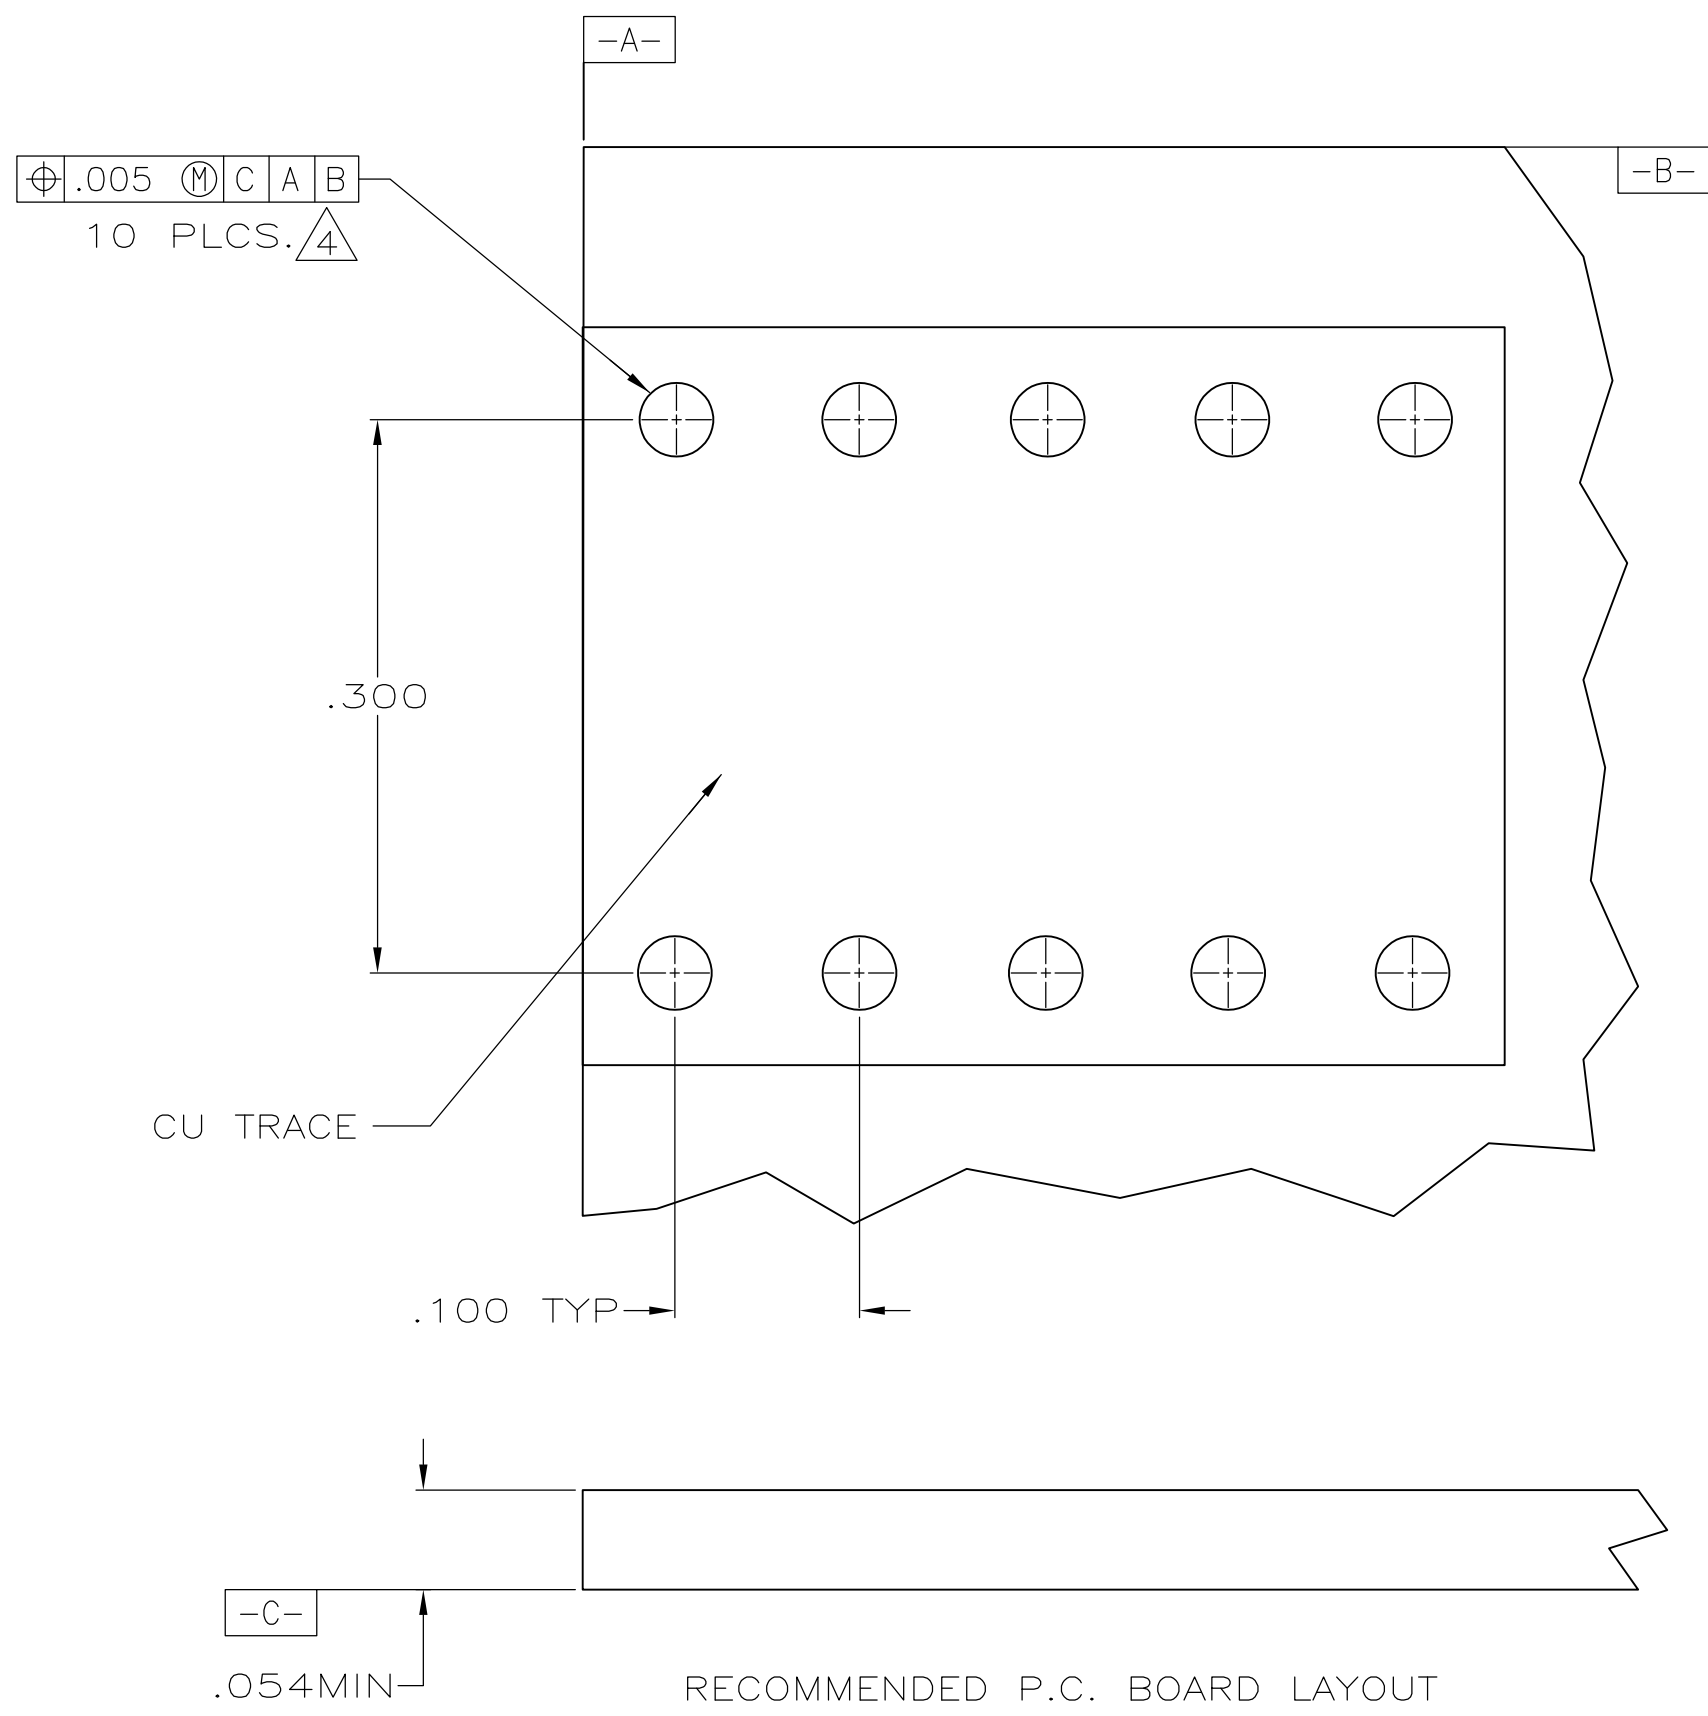 -A-
-B-
⌖ .005 Ⓜ C A B
10 PLCS. 4
.300
CU TRACE
.100 TYP
-C-
.054MIN
RECOMMENDED P.C. BOARD LAYOUT